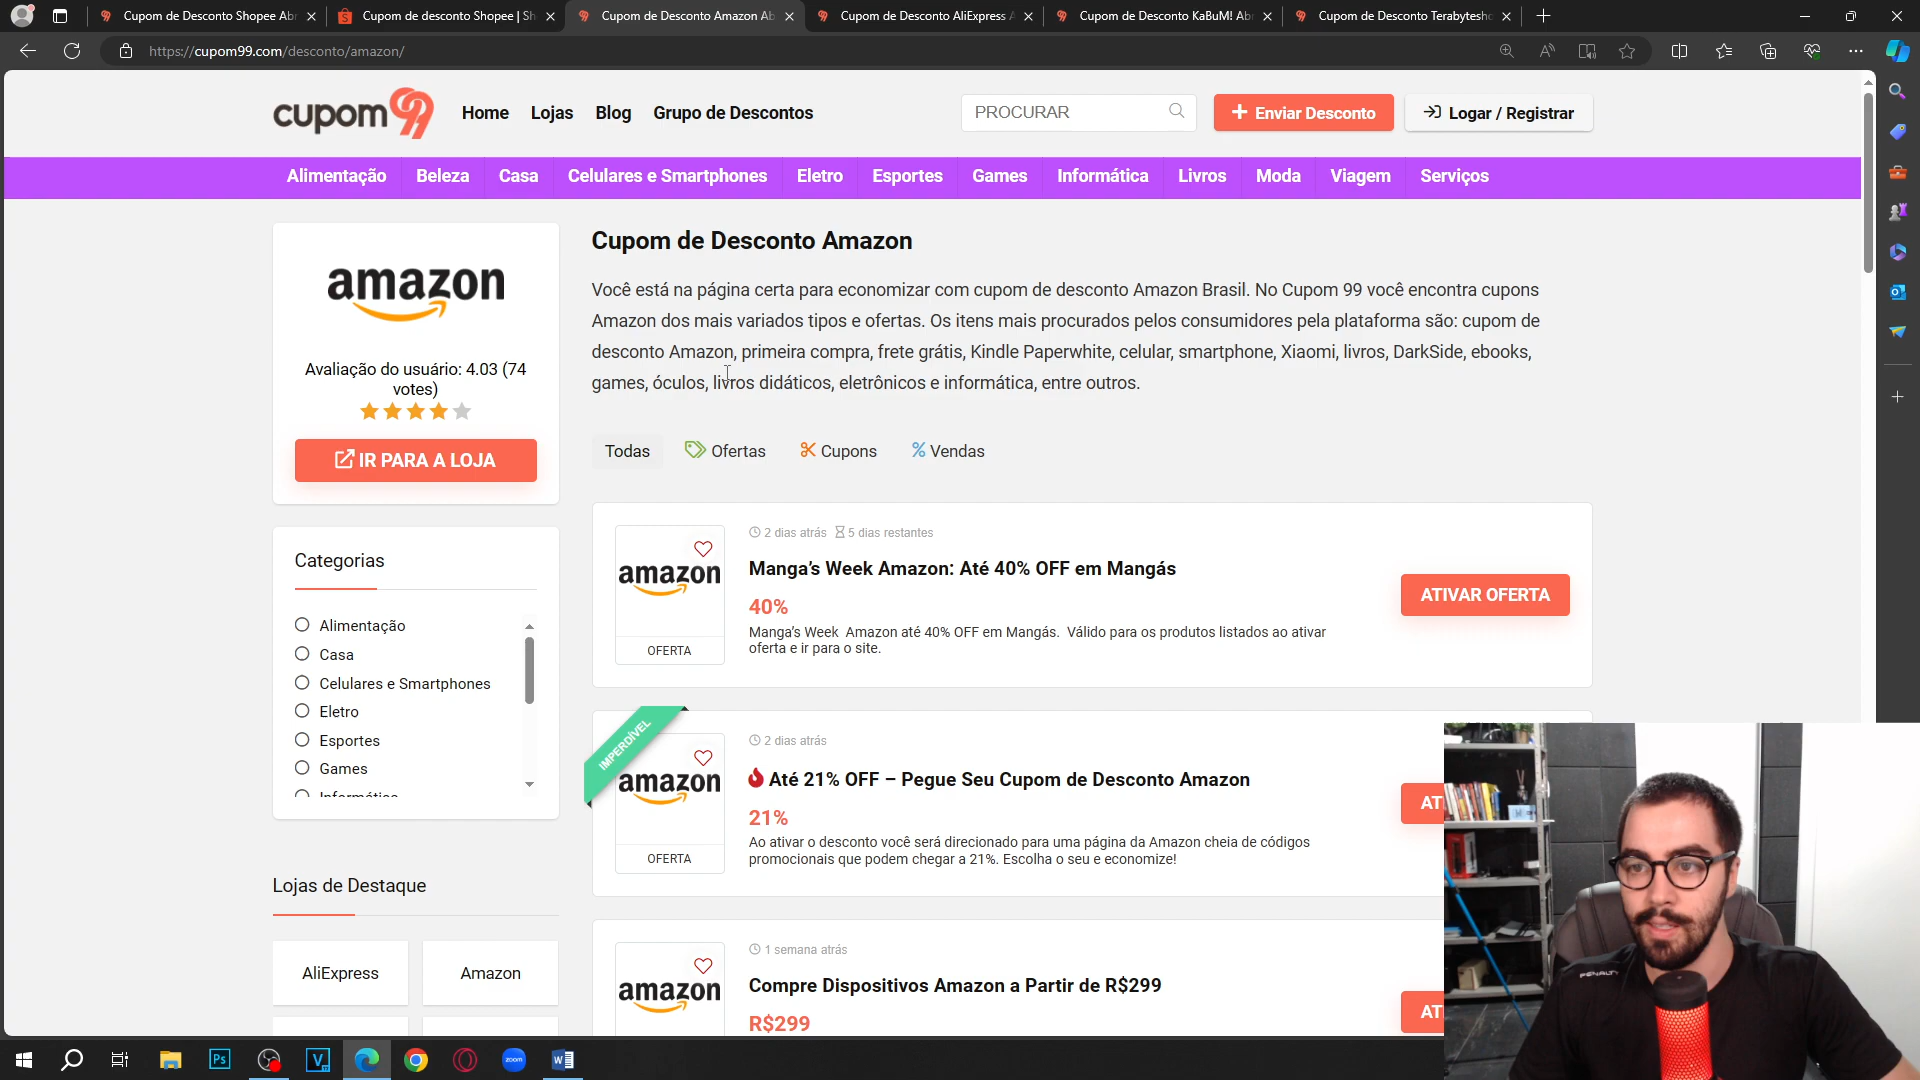 Cupom de Desconto Shopee Abr
Cupom de desconto Shopee | Sh
Cupom de Desconto Amazon Ab
Cupom de Desconto AliExpress A
Cupom de Desconto KaBuM! Abr
Cupom de Desconto Terabytesho
https://cupom99.com/desconto/amazon/
cupom99
Home Lojas Blog Grupo de Descontos
PROCURAR
Enviar Desconto
Logar / Registrar
Alimentação Beleza Casa Celulares e Smartphones Eletro Esportes Games Informática Livros Moda Viagem Serviços
amazon
Avaliação do usuário: 4.03 (74
votes)
IR PARA A LOJA
Categorias
Alimentação
Casa
Celulares e Smartphones
Eletro
Esportes
Games
Informática
Lojas de Destaque
AliExpress
Amazon
Cupom de Desconto Amazon
Você está na página certa para economizar com cupom de desconto Amazon Brasil. No Cupom 99 você encontra cupons
Amazon dos mais variados tipos e ofertas. Os itens mais procurados pelos consumidores pela plataforma são: cupom de
desconto Amazon, primeira compra, frete grátis, Kindle Paperwhite, celular, smartphone, Xiaomi, livros, DarkSide, ebooks,
games, óculos, livros didáticos, eletrônicos e informática, entre outros.
Todas Ofertas Cupons % Vendas
amazon
OFERTA
2 dias atrás 5 dias restantes
Manga's Week Amazon: Até 40% OFF em Mangás
40%
Manga's Week Amazon até 40% OFF em Mangás. Válido para os produtos listados ao ativar
oferta e ir para o site.
ATIVAR OFERTA
IMPERDÍVEL
amazon
OFERTA
2 dias atrás
Até 21% OFF – Pegue Seu Cupom de Desconto Amazon
21%
Ao ativar o desconto você será direcionado para uma página da Amazon cheia de códigos
promocionais que podem chegar a 21%. Escolha o seu e economize!
AT
amazon
1 semana atrás
Compre Dispositivos Amazon a Partir de R$299
R$299
AT
PENALTY
Ps
V
zoom
W